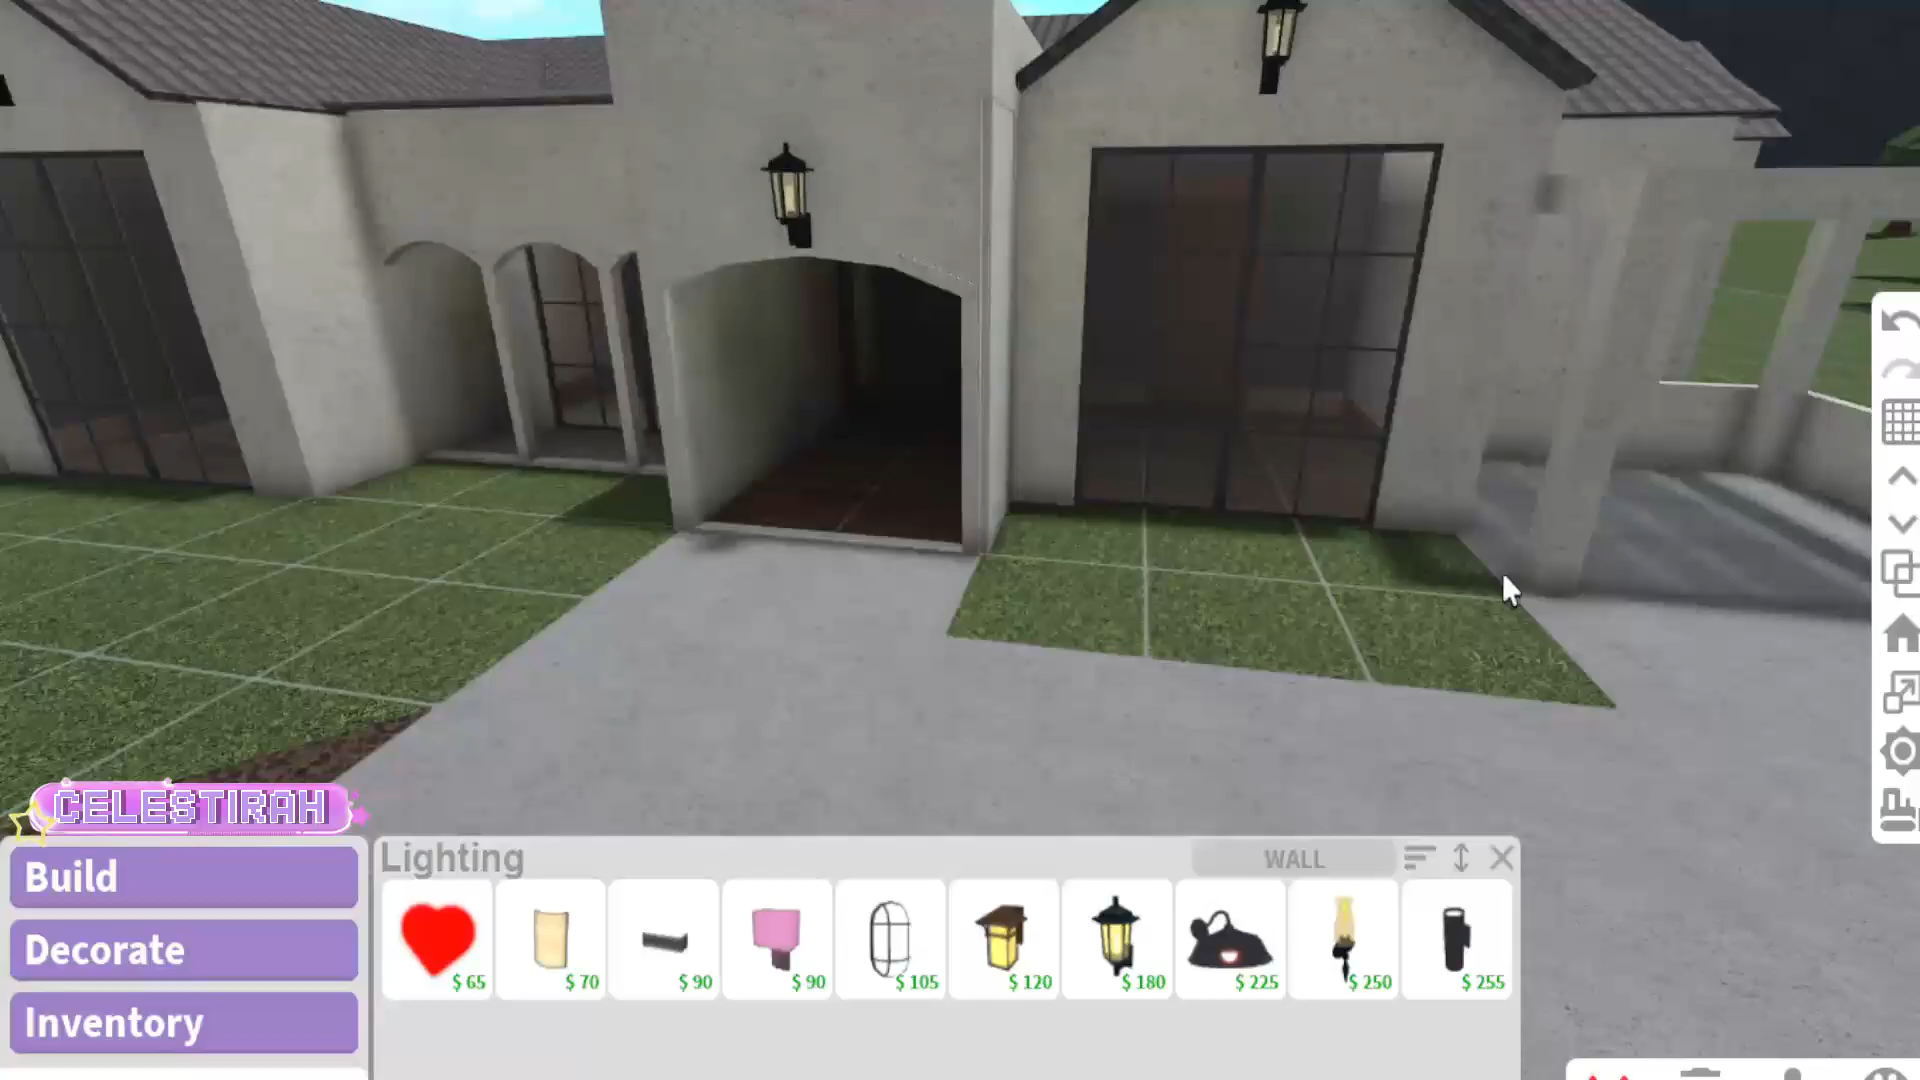 CELESTIRAH
Build
Decorate
Inventory
Lighting
WALL
$ 65
$ 70
$ 90
$ 90
$ 105
$ 120
$ 180
$ 225
$ 250
$ 255